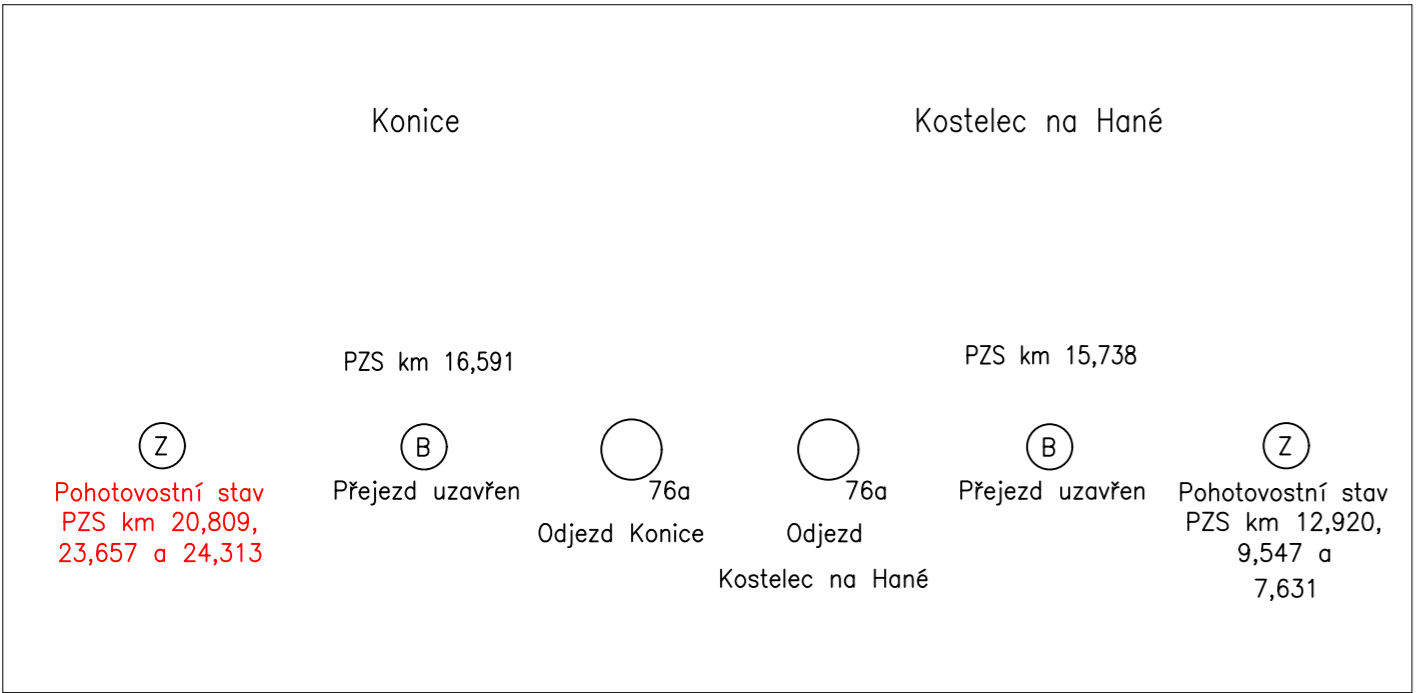 Konice
Kostelec na Hané
PZS km 16,591
PZS km 15,738
Z
B
B
Z
Pohotovostní stav
PZS km 20,809,
23,657 a 24,313
Přejezd uzavřen
76a
Odjezd Konice
76a
Odjezd
Kostelec na Hané
Přejezd uzavřen
Pohotovostní stav
PZS km 12,920,
9,547 a
7,631